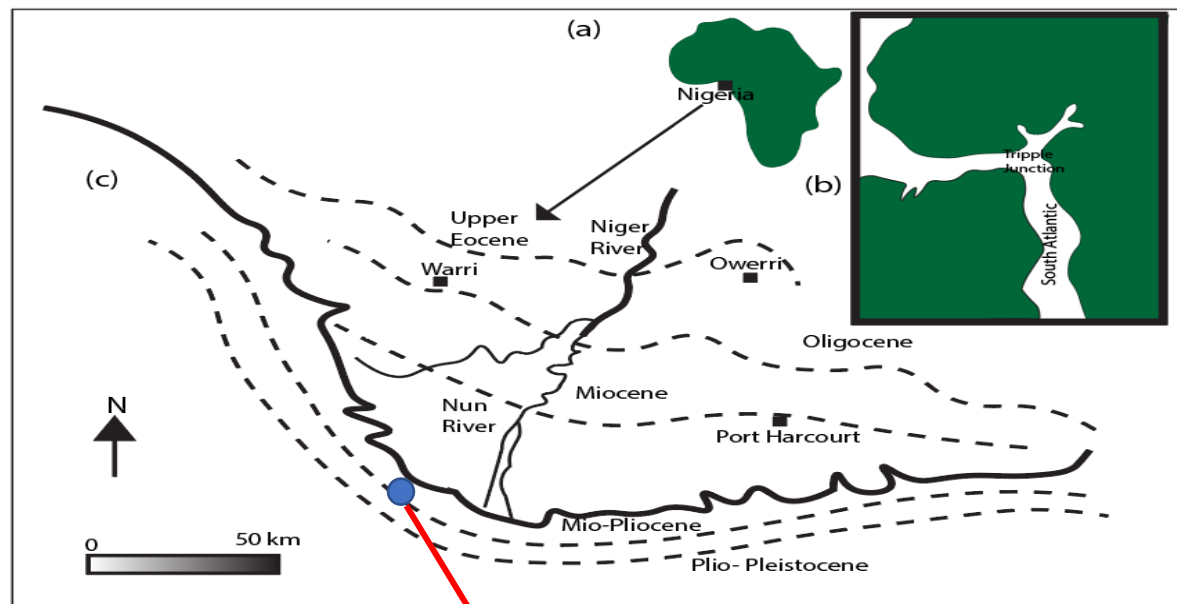 (a)
Nigeria
(b)
Tripple
Junction
South Atlantic
(c)
Upper
Eocene
Niger
River
Warri
Owerri
Oligocene
Miocene
Nun
River
N
Port Harcourt
Mio-Pliocene
0
50 km
Plio- Pleistocene